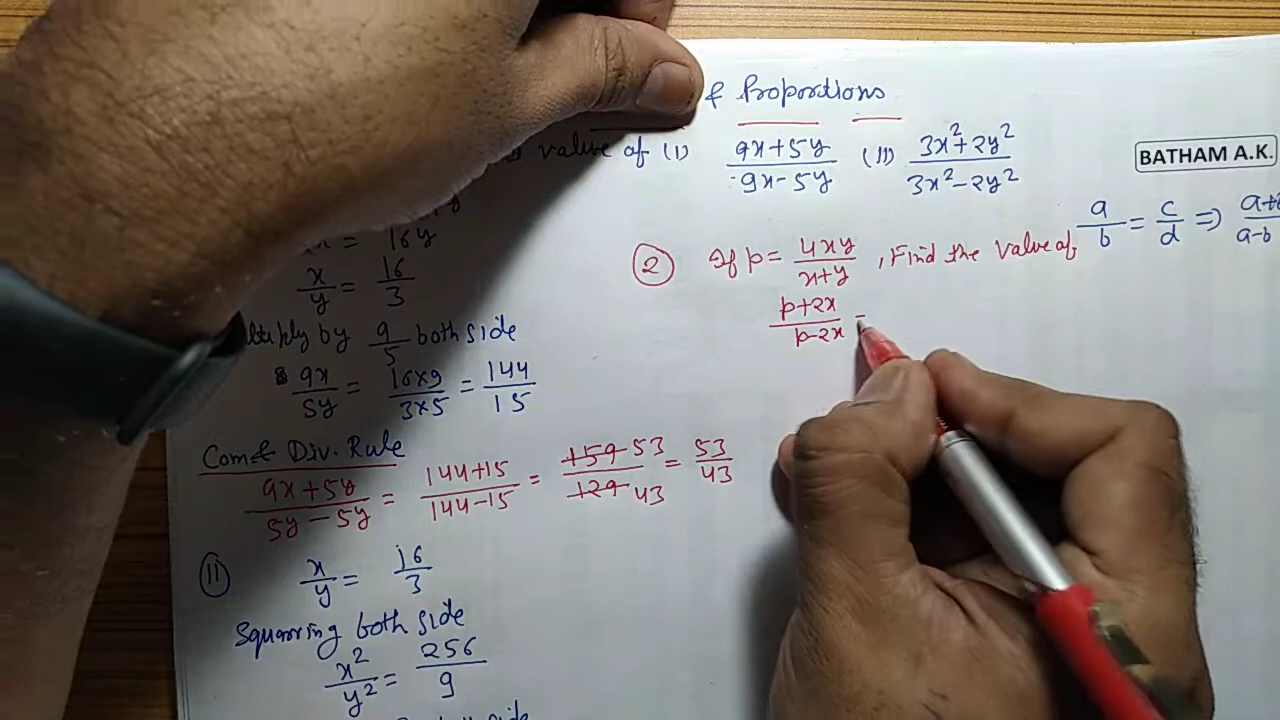 & Proportions
value of (I) 9x+5y/9x-5y (II) 3x²+2y²/3x²-2y²
BATHAM A.K.
= 16y
x/y = 16/3
by 9/5 both side
9x/5y = 16×9/3×5 = 144/15
Com& Div. Rule
9x+5y/5y-5y = 144+15/144-15 = 159 53/129 43 = 53/43
(11) x/y = 16/3
Squarring both side
x²/y² = 256/9
side
(2) If p = 4xy/x+y , Find the value of
a/b = c/d ⇒ a+b/a-b
p+2x/p-2x =